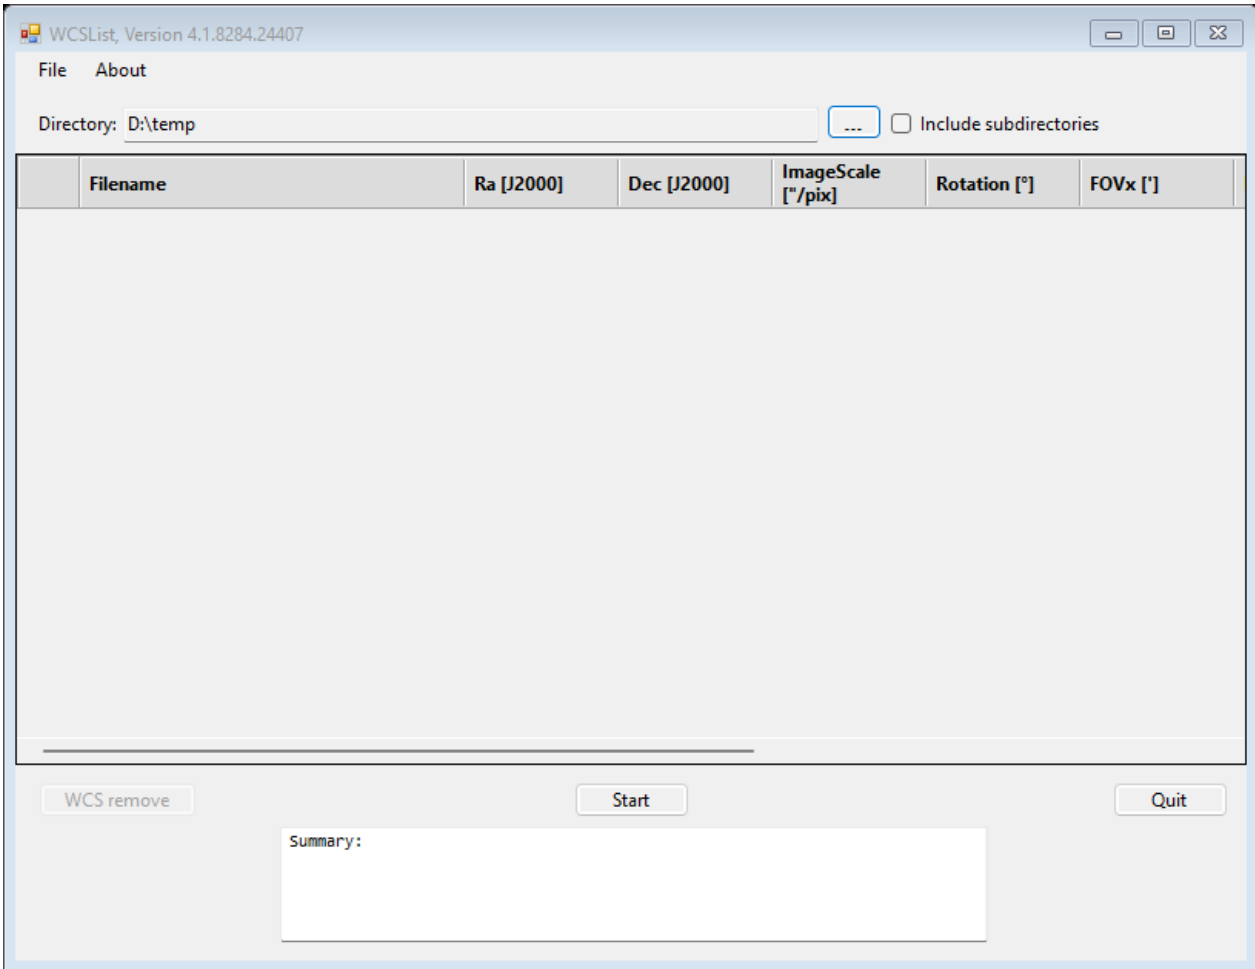 WCSList, Version 4.1.8284.24407
File About
Directory: D:\temp ... Include subdirectories
Filename Ra [J2000] Dec [J2000] ImageScale ["/pix] Rotation [°] FOVx [']
WCS remove Start Quit
Summary: